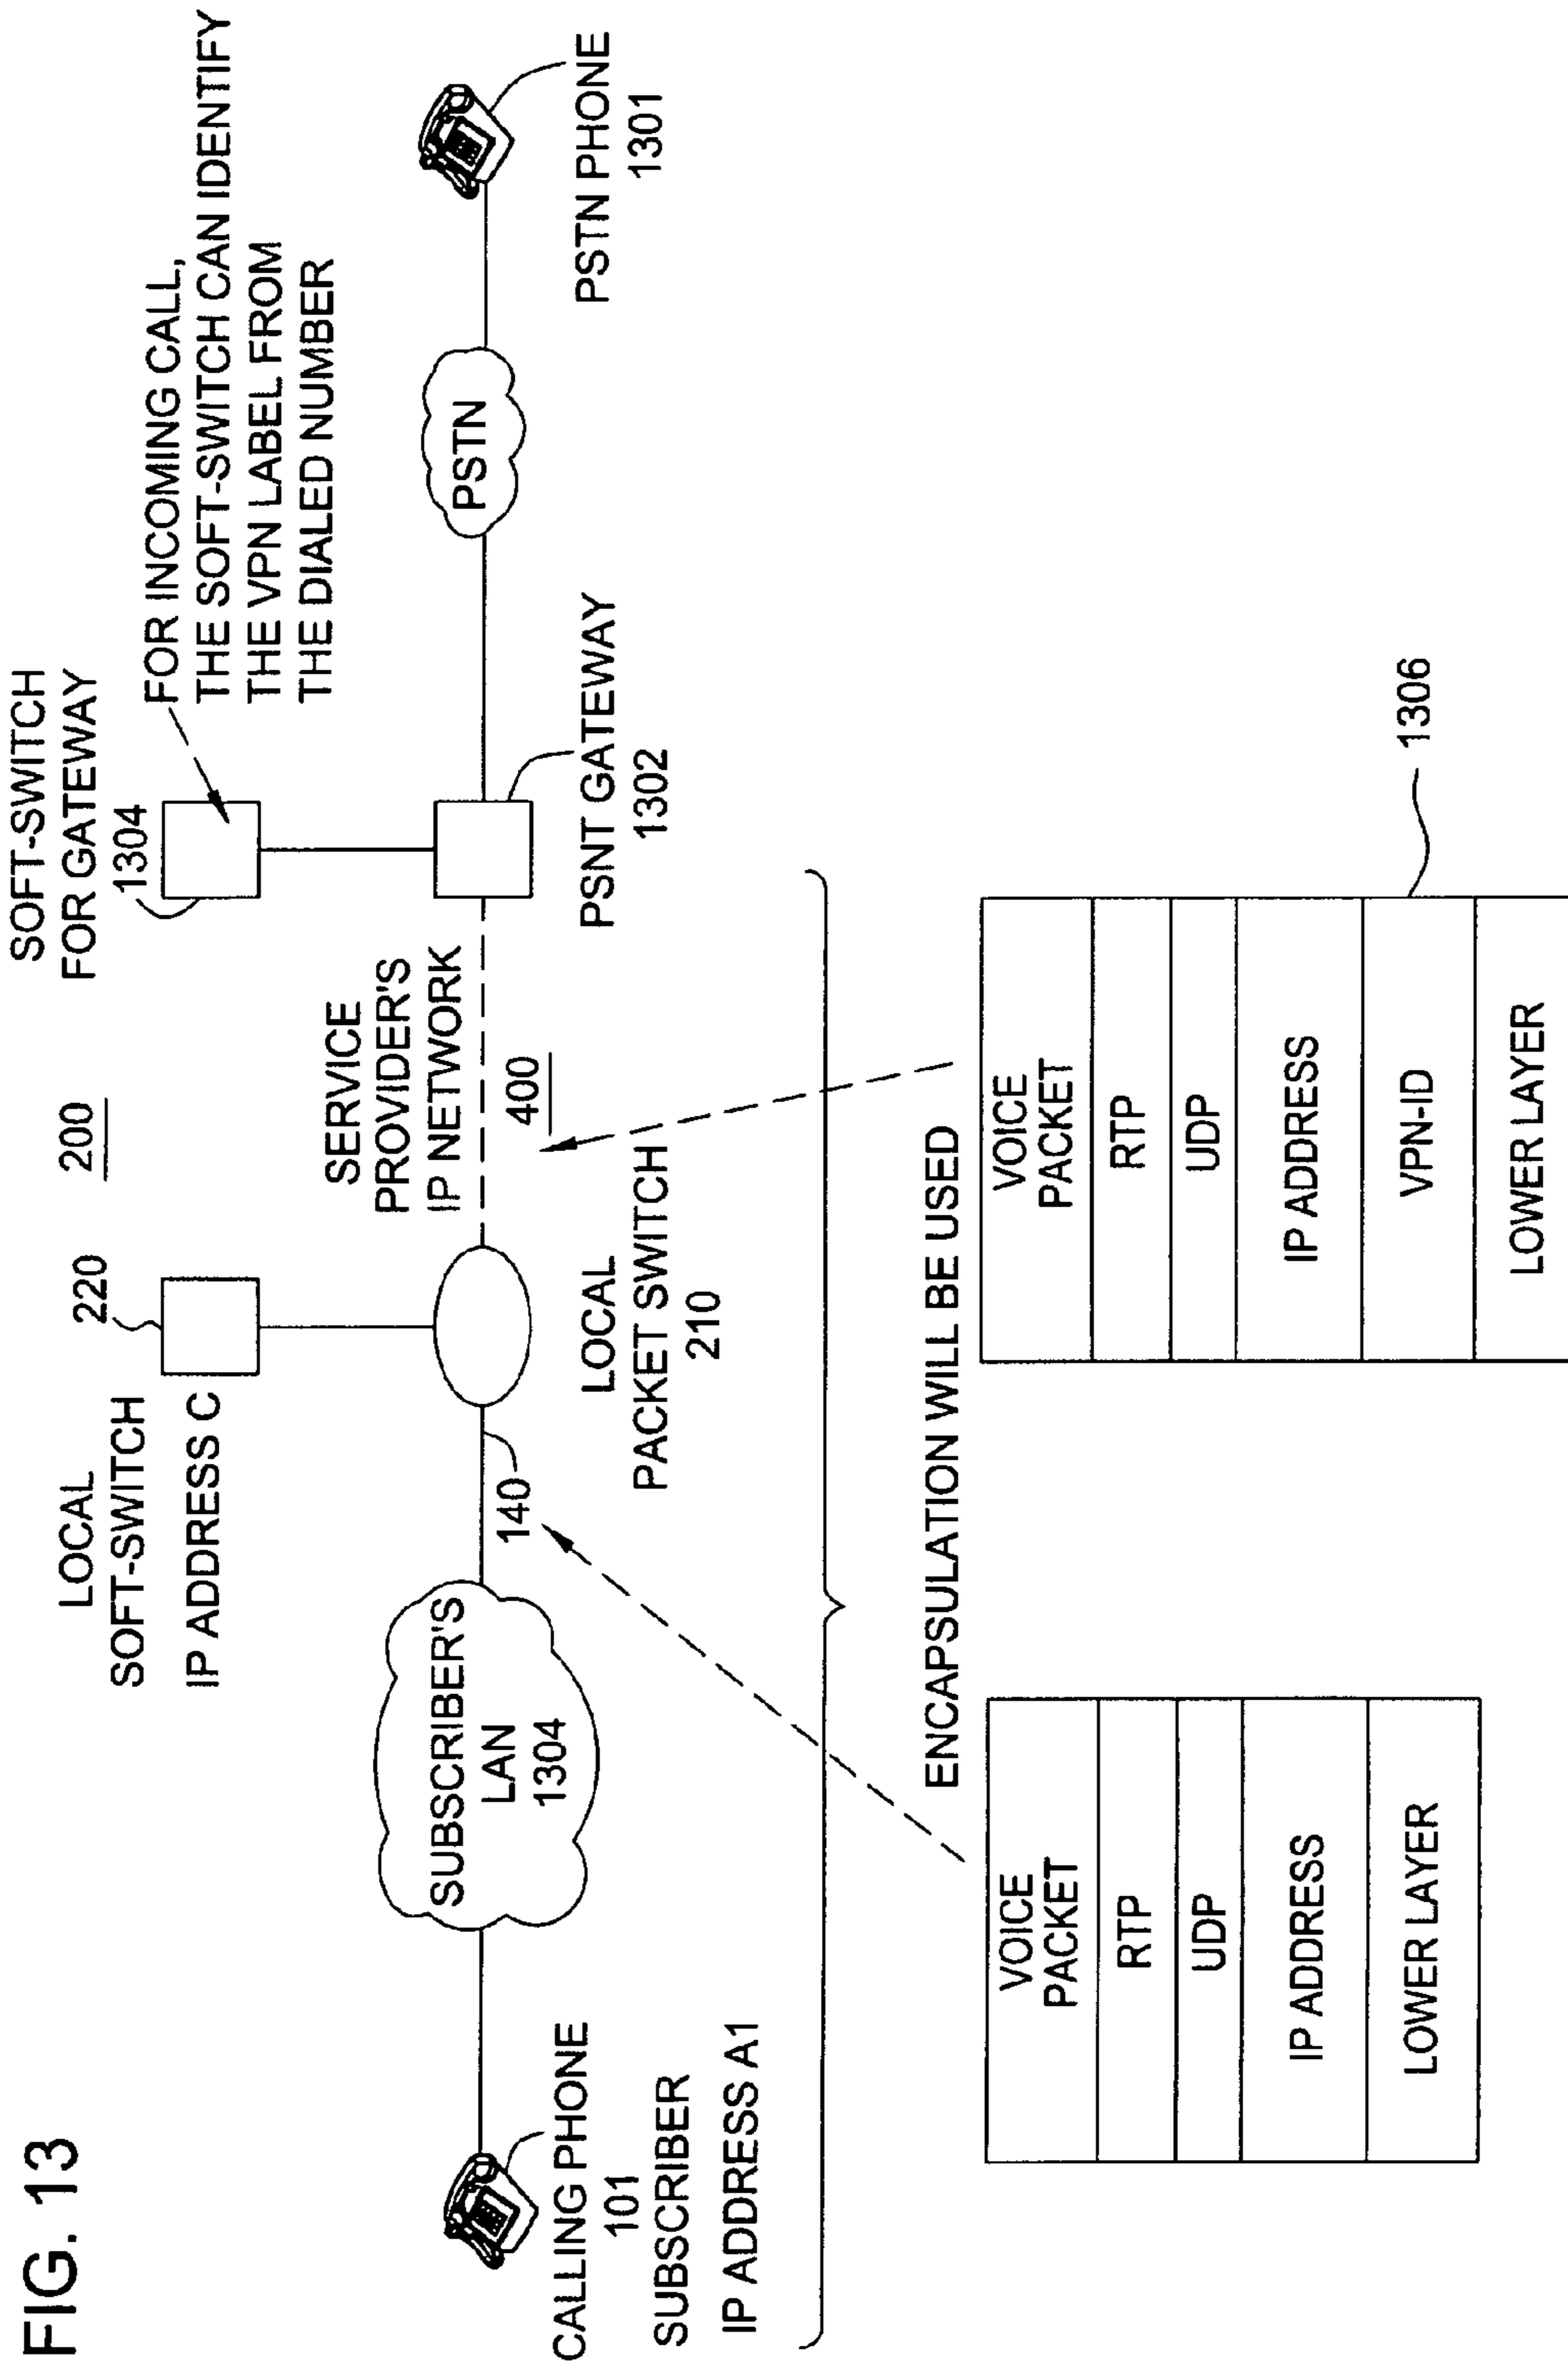 FIG. 13
CALLING PHONE
101
SUBSCRIBER
IP ADDRESS A1
SUBSCRIBER'S
LAN
1304
140
LOCAL
SOFT-SWITCH
IP ADDRESS C
220
200
LOCAL
PACKET SWITCH
210
SERVICE
PROVIDER'S
IP NETWORK
400
SOFT-SWITCH
FOR GATEWAY
1304
FOR INCOMING CALL,
THE SOFT-SWITCH CAN IDENTIFY
THE VPN LABEL FROM
THE DIALED NUMBER
PSNT GATEWAY
1302
PSTN
PSTN PHONE
1301
ENCAPSULATION WILL BE USED
VOICE
PACKET
RTP
UDP
IP ADDRESS
LOWER LAYER
VOICE
PACKET
RTP
UDP
IP ADDRESS
VPN-ID
LOWER LAYER
1306